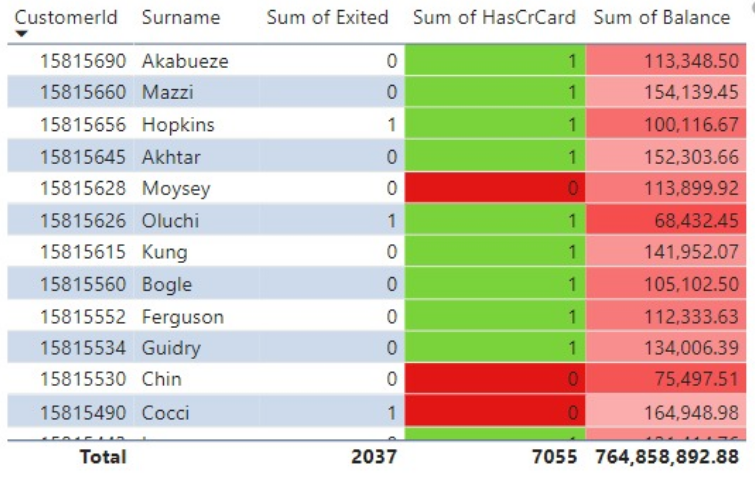 CustomerId Surname Sum of Exited Sum of HasCrCard Sum of Balance
15815690 Akabueze 0 1 113,348.50
15815660 Mazzi 0 1 154,139.45
15815656 Hopkins 1 1 100,116.67
15815645 Akhtar 0 1 152,303.66
15815628 Moysey 0 0 113,899.92
15815626 Oluchi 1 1 68,432.45
15815615 Kung 0 1 141,952.07
15815560 Bogle 0 1 105,102.50
15815552 Ferguson 0 1 112,333.63
15815534 Guidry 0 1 134,006.39
15815530 Chin 0 0 75,497.51
15815490 Cocci 1 0 164,948.98
Total 2037 7055 764,858,892.88